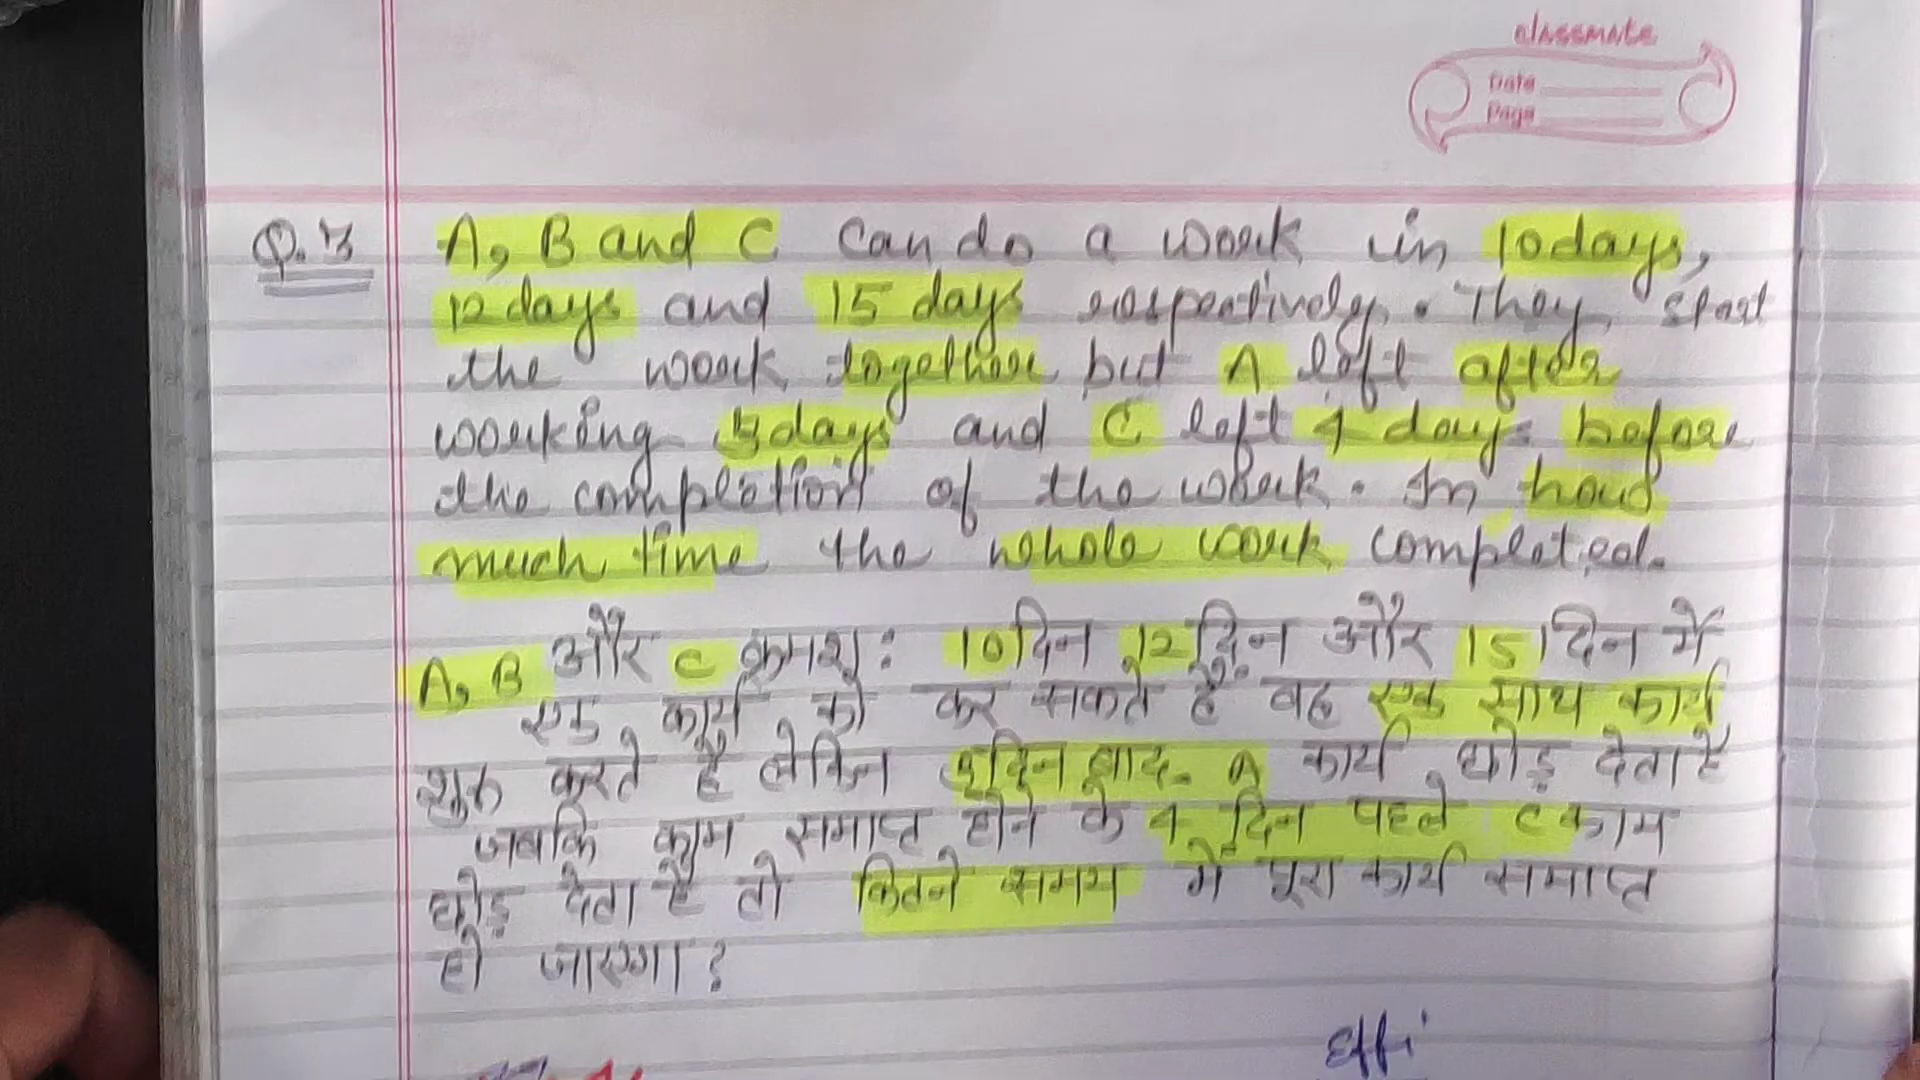 classmate
Date
Page
Q. 3 A, B and C can do a work in 10 days,
12 days and 15 days respectively. They start
the work together but A left after
working 5 days and C left 4 days before
the completion of the work. In how
much time the whole work completed.
A, B और C क्रमश: 10 दिन 12 दिन और 15 दिन में
एक कार्य को कर सकते है वह एक साथ कार्य
शुरू करते है लेकिन 5 दिन बाद A कार्य छोड़ देता है
जबकि काम समाप्त होने के 4 दिन पहले C काम
छोड़ देता है तो कितने समय में पूरा कार्य समाप्त
हो जाएगा ?
Effi